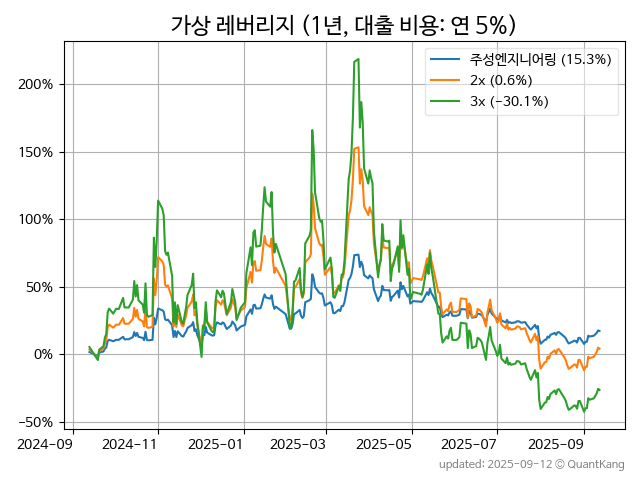 가상 레버리지 (1년, 대출 비용: 연 5%)
주성엔지니어링 (15.3%)
2x (0.6%)
3x (−30.1%)
200%
150%
100%
50%
0%
−50%
2024-09
2024-11
2025-01
2025-03
2025-05
2025-07
2025-09
updated: 2025-09-12 © QuantKang